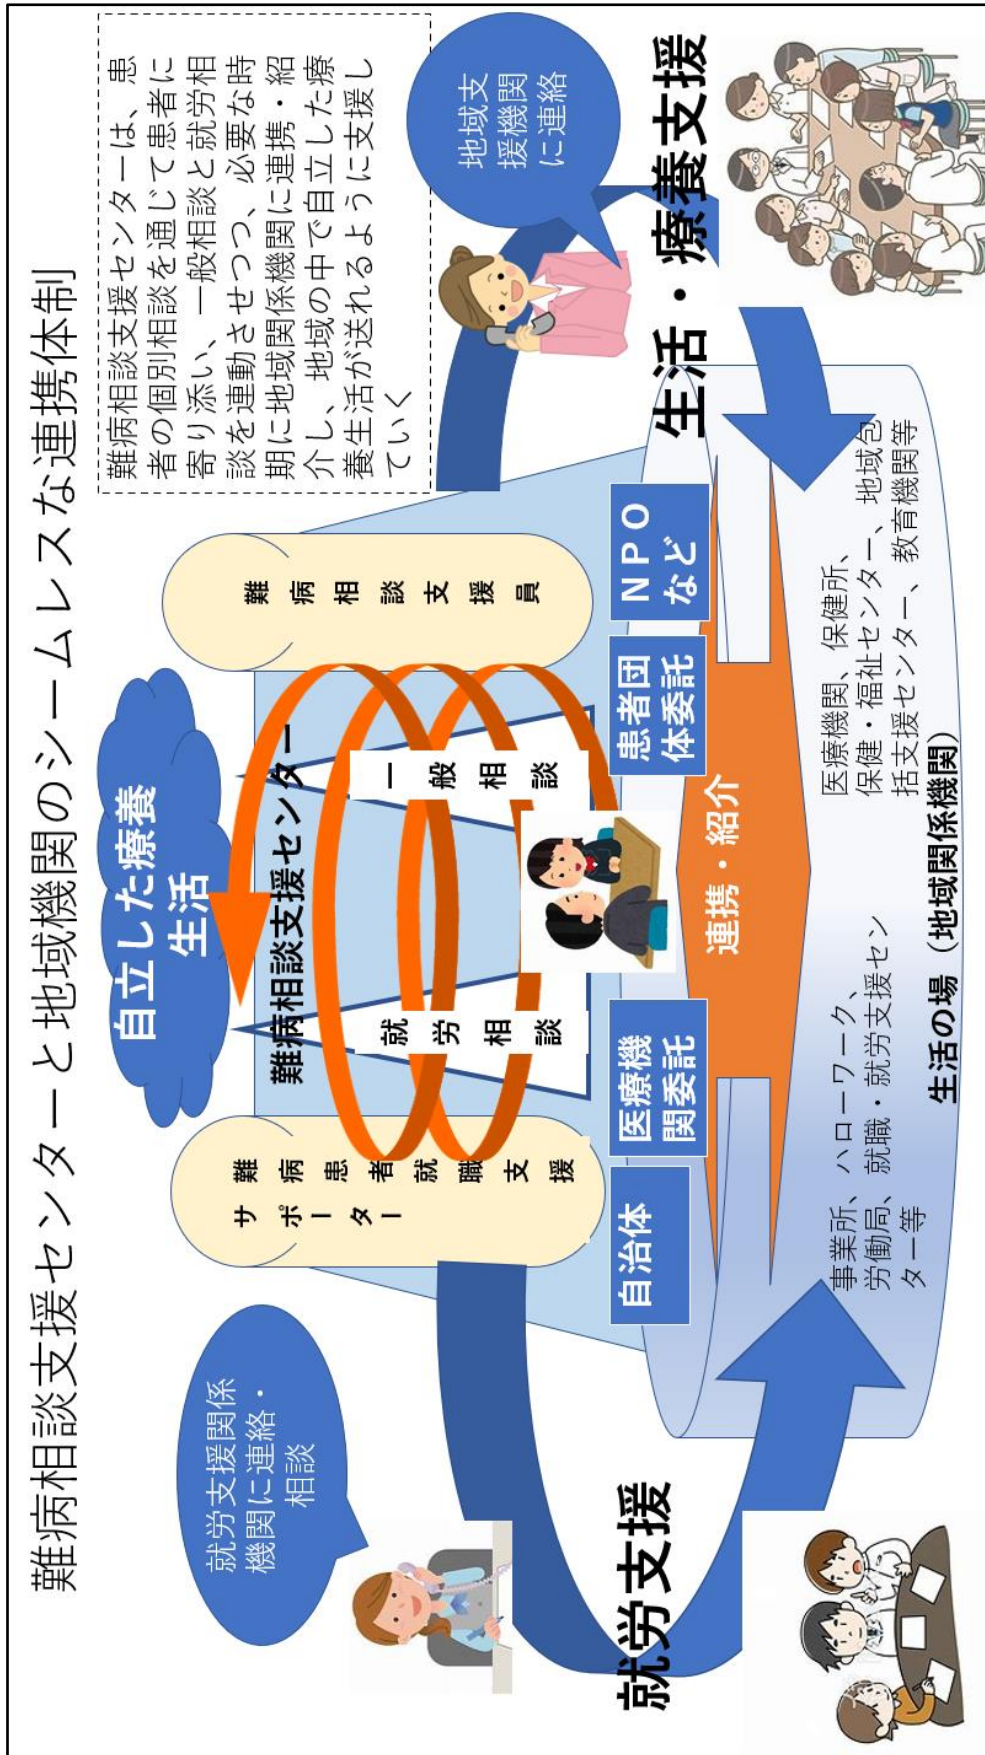 難病相談支援センターと地域機関のシームレスな連携体制
難病相談支援センターは、患
者の個別相談を通じて患者に
寄り添い、一般相談と就労相
談を連動させつつ、必要な時
期に地域関係機関に連携・紹
介し、地域の中で自立した療
養生活が送れるように支援し
ていく
自立した療養
生活
就労支援関係
機関に連絡・
相談
地域支
援機関
に連絡
難病相談支援センター
難病患者就職支援
サポーター
就労相談
一般相談
難病相談支援員
自治体
医療機
関委託
患者団
体委託
NPO
など
就労支援
生活・療養支援
連携・紹介
事業所、ハローワーク、
労働局、就職・就労支援セン
ター等
医療機関、保健所、
保健・福祉センター、地域包
括支援センター、教育機関等
生活の場（地域関係機関）